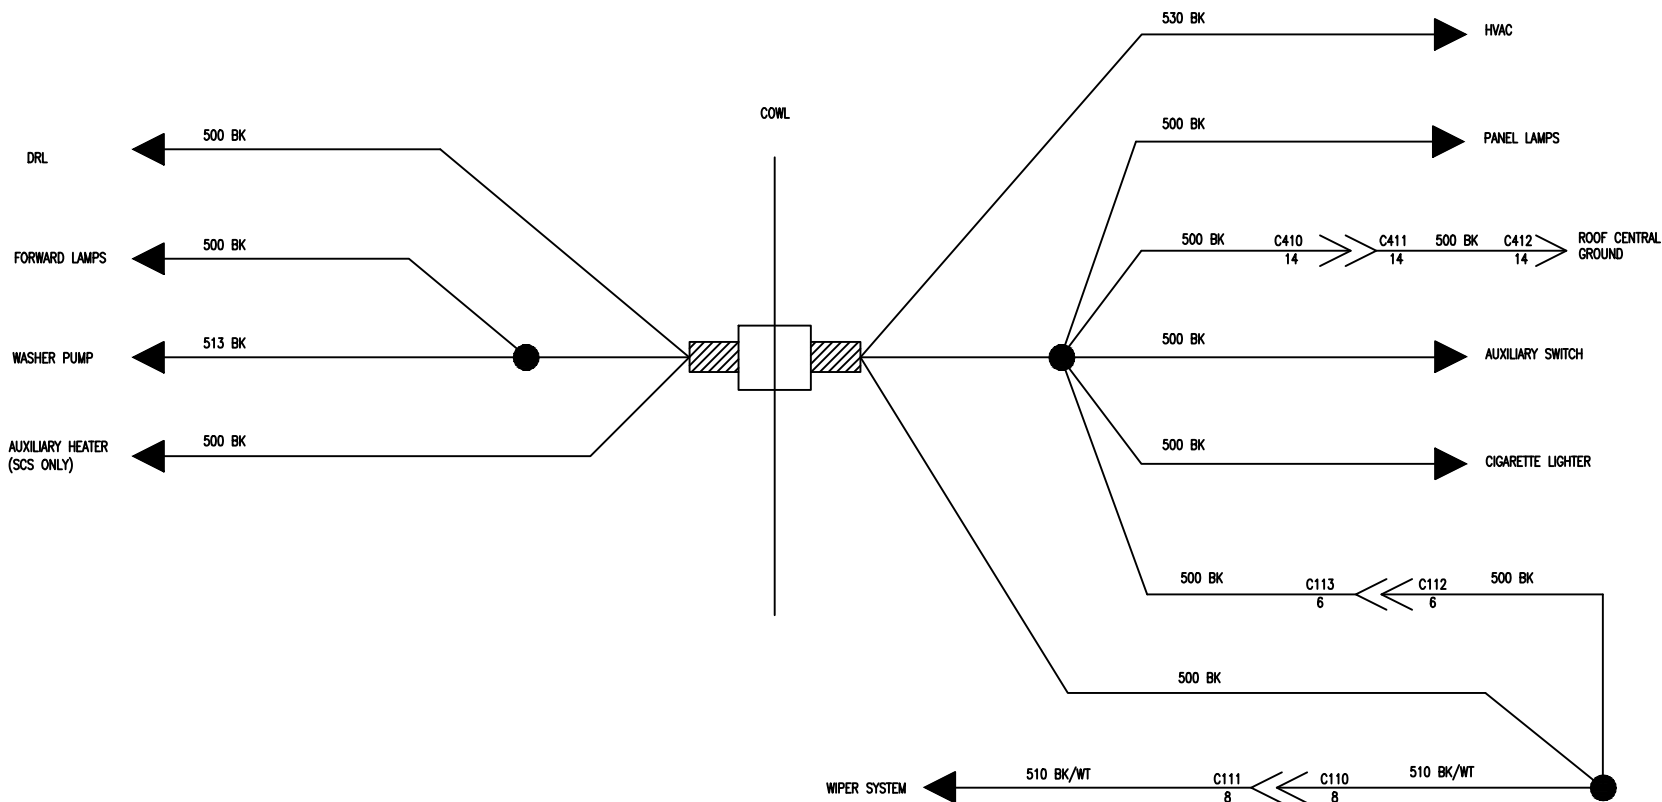 530 BK
HVAC
COWL
500 BK
DRL
500 BK
PANEL LAMPS
500 BK
FORWARD LAMPS
500 BK
C410
14
C411
14
500 BK
C412
14
ROOF CENTRAL
GROUND
513 BK
WASHER PUMP
500 BK
AUXILIARY SWITCH
500 BK
AUXILIARY HEATER
(SCS ONLY)
500 BK
CIGARETTE LIGHTER
500 BK
C113
6
C112
6
500 BK
500 BK
WIPER SYSTEM
510 BK/WT
C111
8
C110
8
510 BK/WT